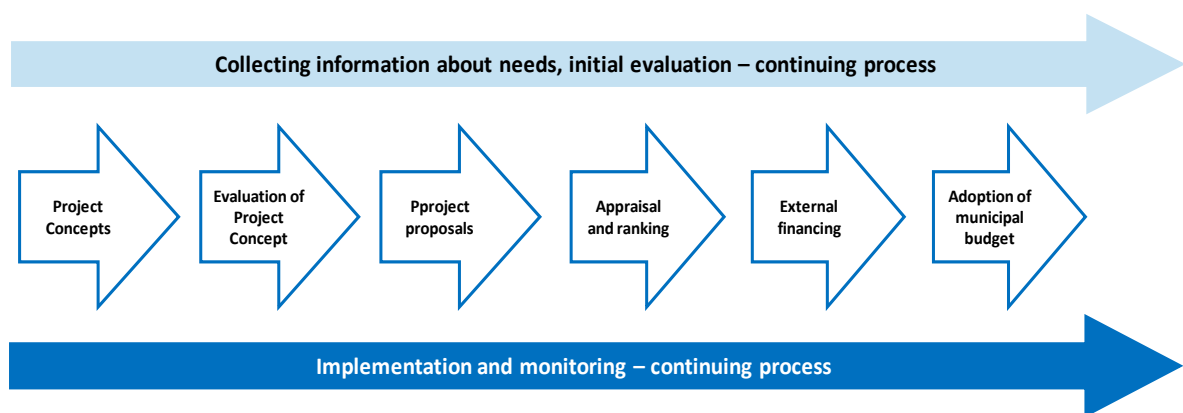 Collecting information about needs, initial evaluation – continuing process
Project
Concepts
Evaluation of
Project
Concept
Pproject
proposals
Appraisal
and ranking
External
financing
Adoption of
municipal
budget
Implementation and monitoring – continuing process